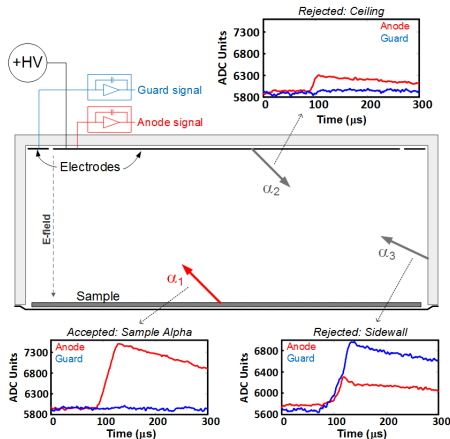 Rejected: Ceiling
ADC Units
7300
6800
6300
5800
Anode
Guard
0
100
200
300
Time (µs)
+HV
Guard signal
Anode signal
Electrodes
E-field
α2
α3
α1
Sample
Accepted: Sample Alpha
ADC Units
7300
6800
6300
5800
Anode
Guard
0
100
200
300
Time (µs)
Rejected: Sidewall
ADC Units
6800
6400
6000
5600
Anode
Guard
0
100
200
300
Time (µs)